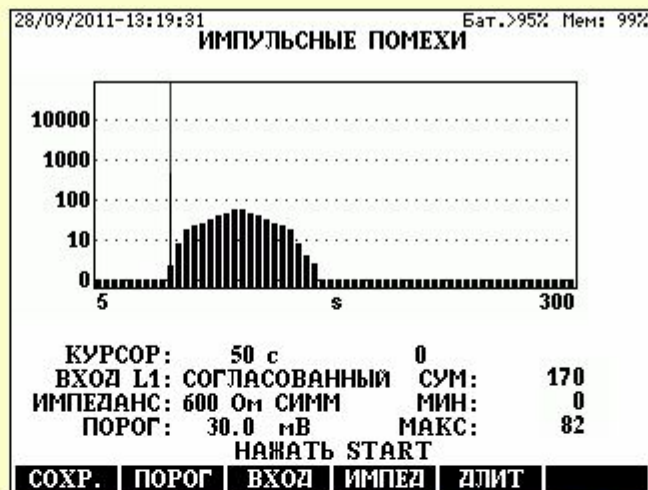 28/09/2011-13:19:31 Бат.>95% Мем: 99%
ИМПУЛЬСНЫЕ ПОМЕХИ
10000
1000
100
10
0
5 s 300
КУРСОР: 50 с 0
ВХОД L1: СОГЛАСОВАННЫЙ СУМ: 170
ИМПЕДАНС: 600 Ом СИММ МИН: 0
ПОРОГ: 30.0 мВ МАКС: 82
НАЖАТЬ START
СОХР. ПОРОГ ВХОД ИМПЕД ДЛИТ